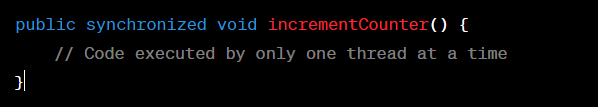 public synchronized void incrementCounter() {
    // Code executed by only one thread at a time
}